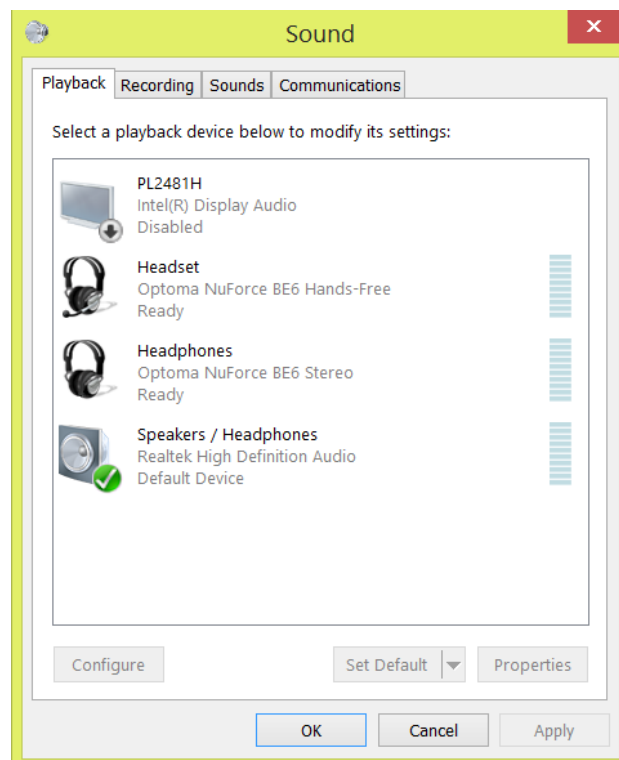 Sound
Playback Recording Sounds Communications
Select a playback device below to modify its settings:
PL2481H
Intel(R) Display Audio
Disabled
Headset
Optoma NuForce BE6 Hands-Free
Ready
Headphones
Optoma NuForce BE6 Stereo
Ready
Speakers / Headphones
Realtek High Definition Audio
Default Device
Configure Set Default Properties
OK Cancel Apply